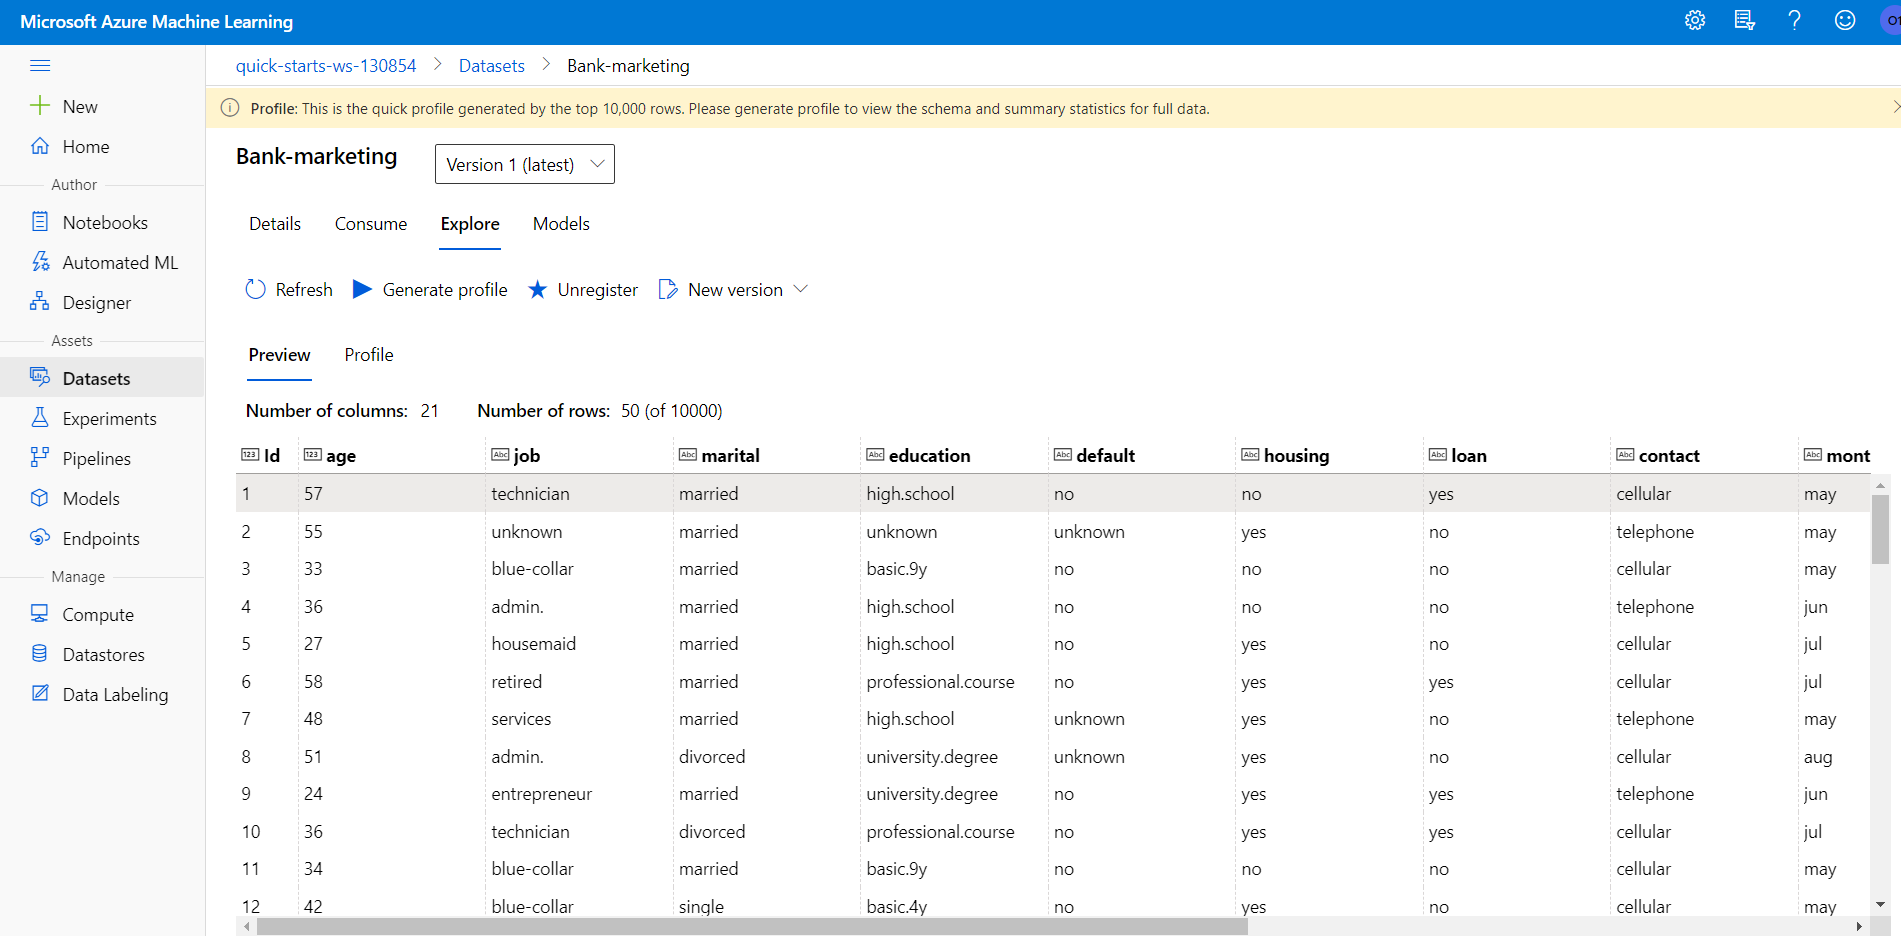 Microsoft Azure Machine Learning
quick-starts-ws-130854 > Datasets > Bank-marketing
Profile: This is the quick profile generated by the top 10,000 rows. Please generate profile to view the schema and summary statistics for full data.
New
Home
Author
Notebooks
Automated ML
Designer
Assets
Datasets
Experiments
Pipelines
Models
Endpoints
Manage
Compute
Datastores
Data Labeling
Bank-marketing Version 1 (latest)
Details Consume Explore Models
Refresh Generate profile Unregister New version
Preview Profile
Number of columns: 21 Number of rows: 50 (of 10000)
123 Id 123 age Abc job Abc marital Abc education Abc default Abc housing Abc loan Abc contact Abc mont
1 57 technician married high.school no no yes cellular may
2 55 unknown married unknown unknown yes no telephone may
3 33 blue-collar married basic.9y no no no cellular may
4 36 admin. married high.school no no no telephone jun
5 27 housemaid married high.school no yes no cellular jul
6 58 retired married professional.course no yes yes cellular jul
7 48 services married high.school unknown yes no telephone may
8 51 admin. divorced university.degree unknown yes no cellular aug
9 24 entrepreneur married university.degree no yes yes telephone jun
10 36 technician divorced professional.course no yes yes cellular jul
11 34 blue-collar married basic.9y no no no cellular may
12 42 blue-collar single basic.4y no yes no cellular may